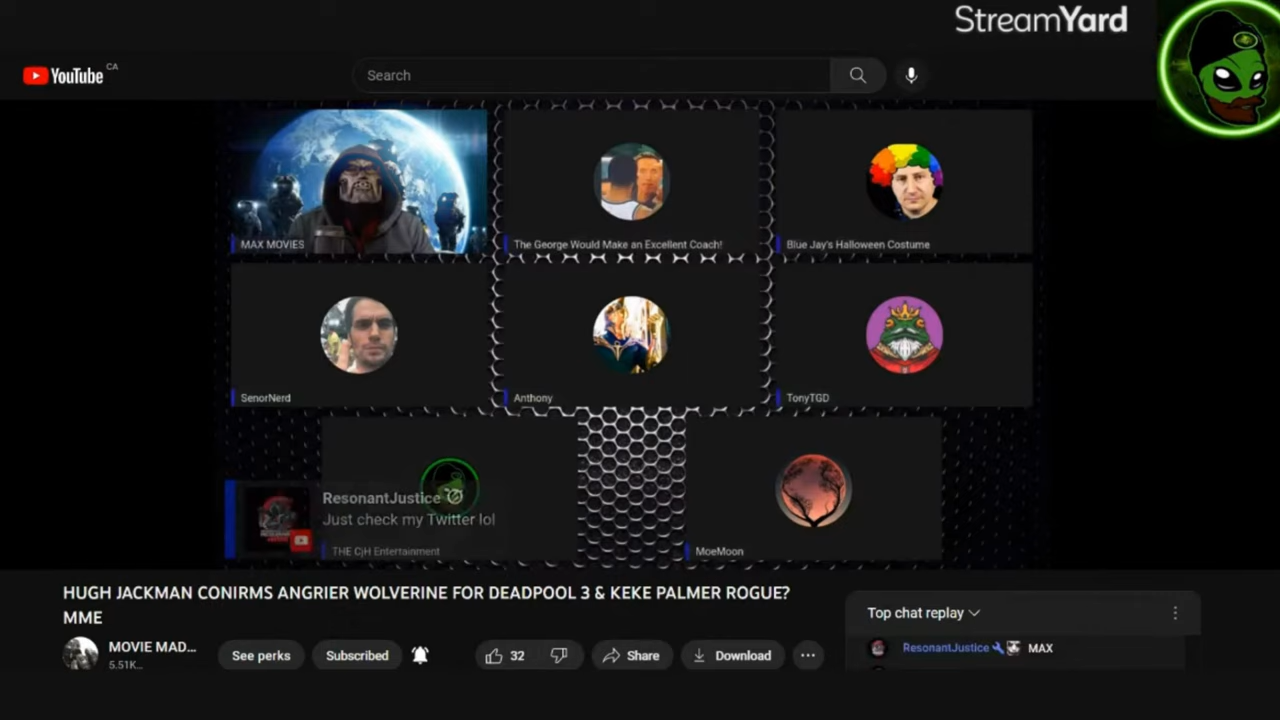 StreamYard
YouTube CA
Search
MAX MOVIES
The George Would Make an Excellent Coach!
Blue Jay's Halloween Costume
SenorNerd
Anthony
TonyTGD
ResonantJustice
Just check my Twitter lol
THE CjH Entertainment
MoeMoon
HUGH JACKMAN CONIRMS ANGRIER WOLVERINE FOR DEADPOOL 3 & KEKE PALMER ROGUE?
MME
MOVIE MAD...
5.51K...
See perks
Subscribed
32
Share
Download
Top chat replay
ResonantJustice MAX